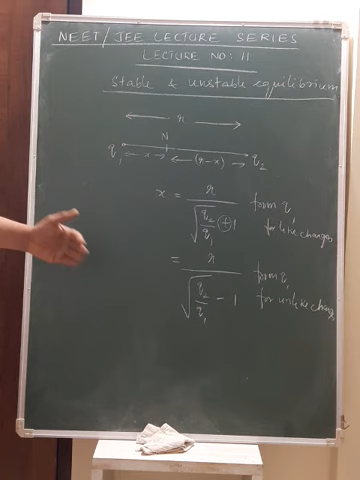 NEET/JEE LECTURE SERIES
LECTURE NO: 11
Stable & unstable equilibrium
r
N
q₁ x (r-x) q₂
x = r / √(q₂/q₁) + 1 from q₁ for like charges
= r / √(q₂/q₁) - 1 from q₁ for unlike charges